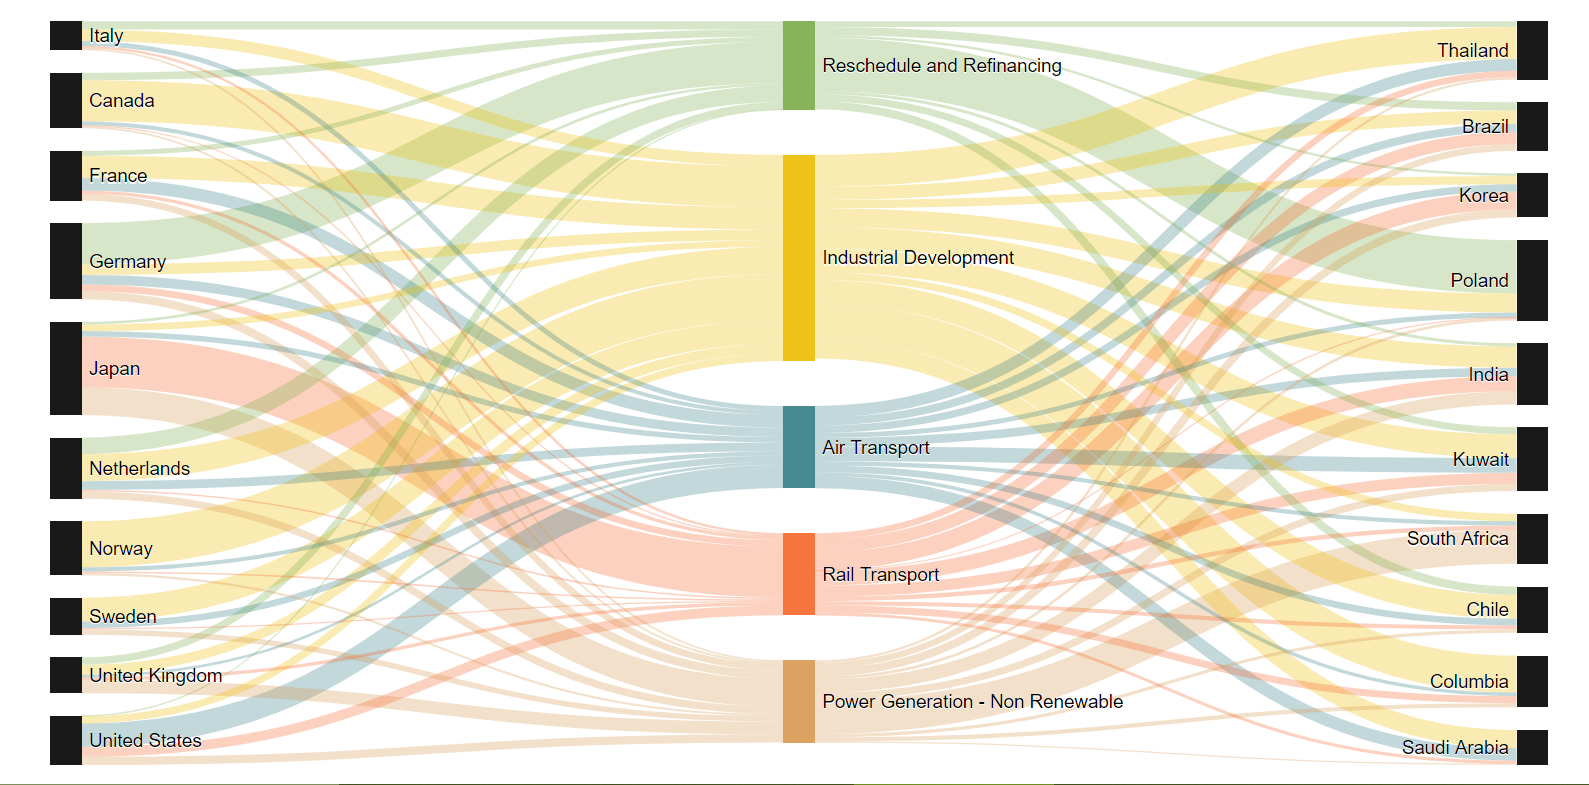 Italy
Canada
France
Germany
Japan
Netherlands
Norway
Sweden
United Kingdom
United States
Reschedule and Refinancing
Industrial Development
Air Transport
Rail Transport
Power Generation - Non Renewable
Thailand
Brazil
Korea
Poland
India
Kuwait
South Africa
Chile
Columbia
Saudi Arabia